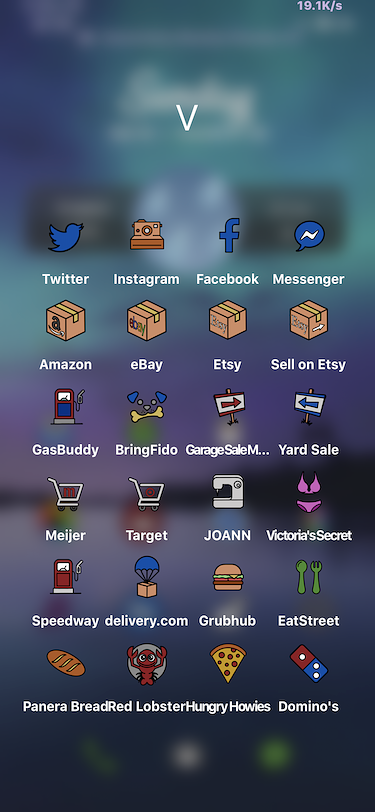 19.1K/s
V
Twitter Instagram Facebook Messenger
Amazon eBay Etsy Sell on Etsy
GasBuddy BringFido GarageSaleM... Yard Sale
Meijer Target JOANN Victoria's Secret
Speedway delivery.com Grubhub EatStreet
Panera Bread Red Lobster Hungry Howies Domino's